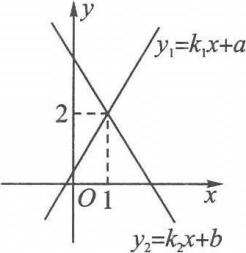 y
y₁=k₁x+a
2
O 1 x
y₂=k₂x+b